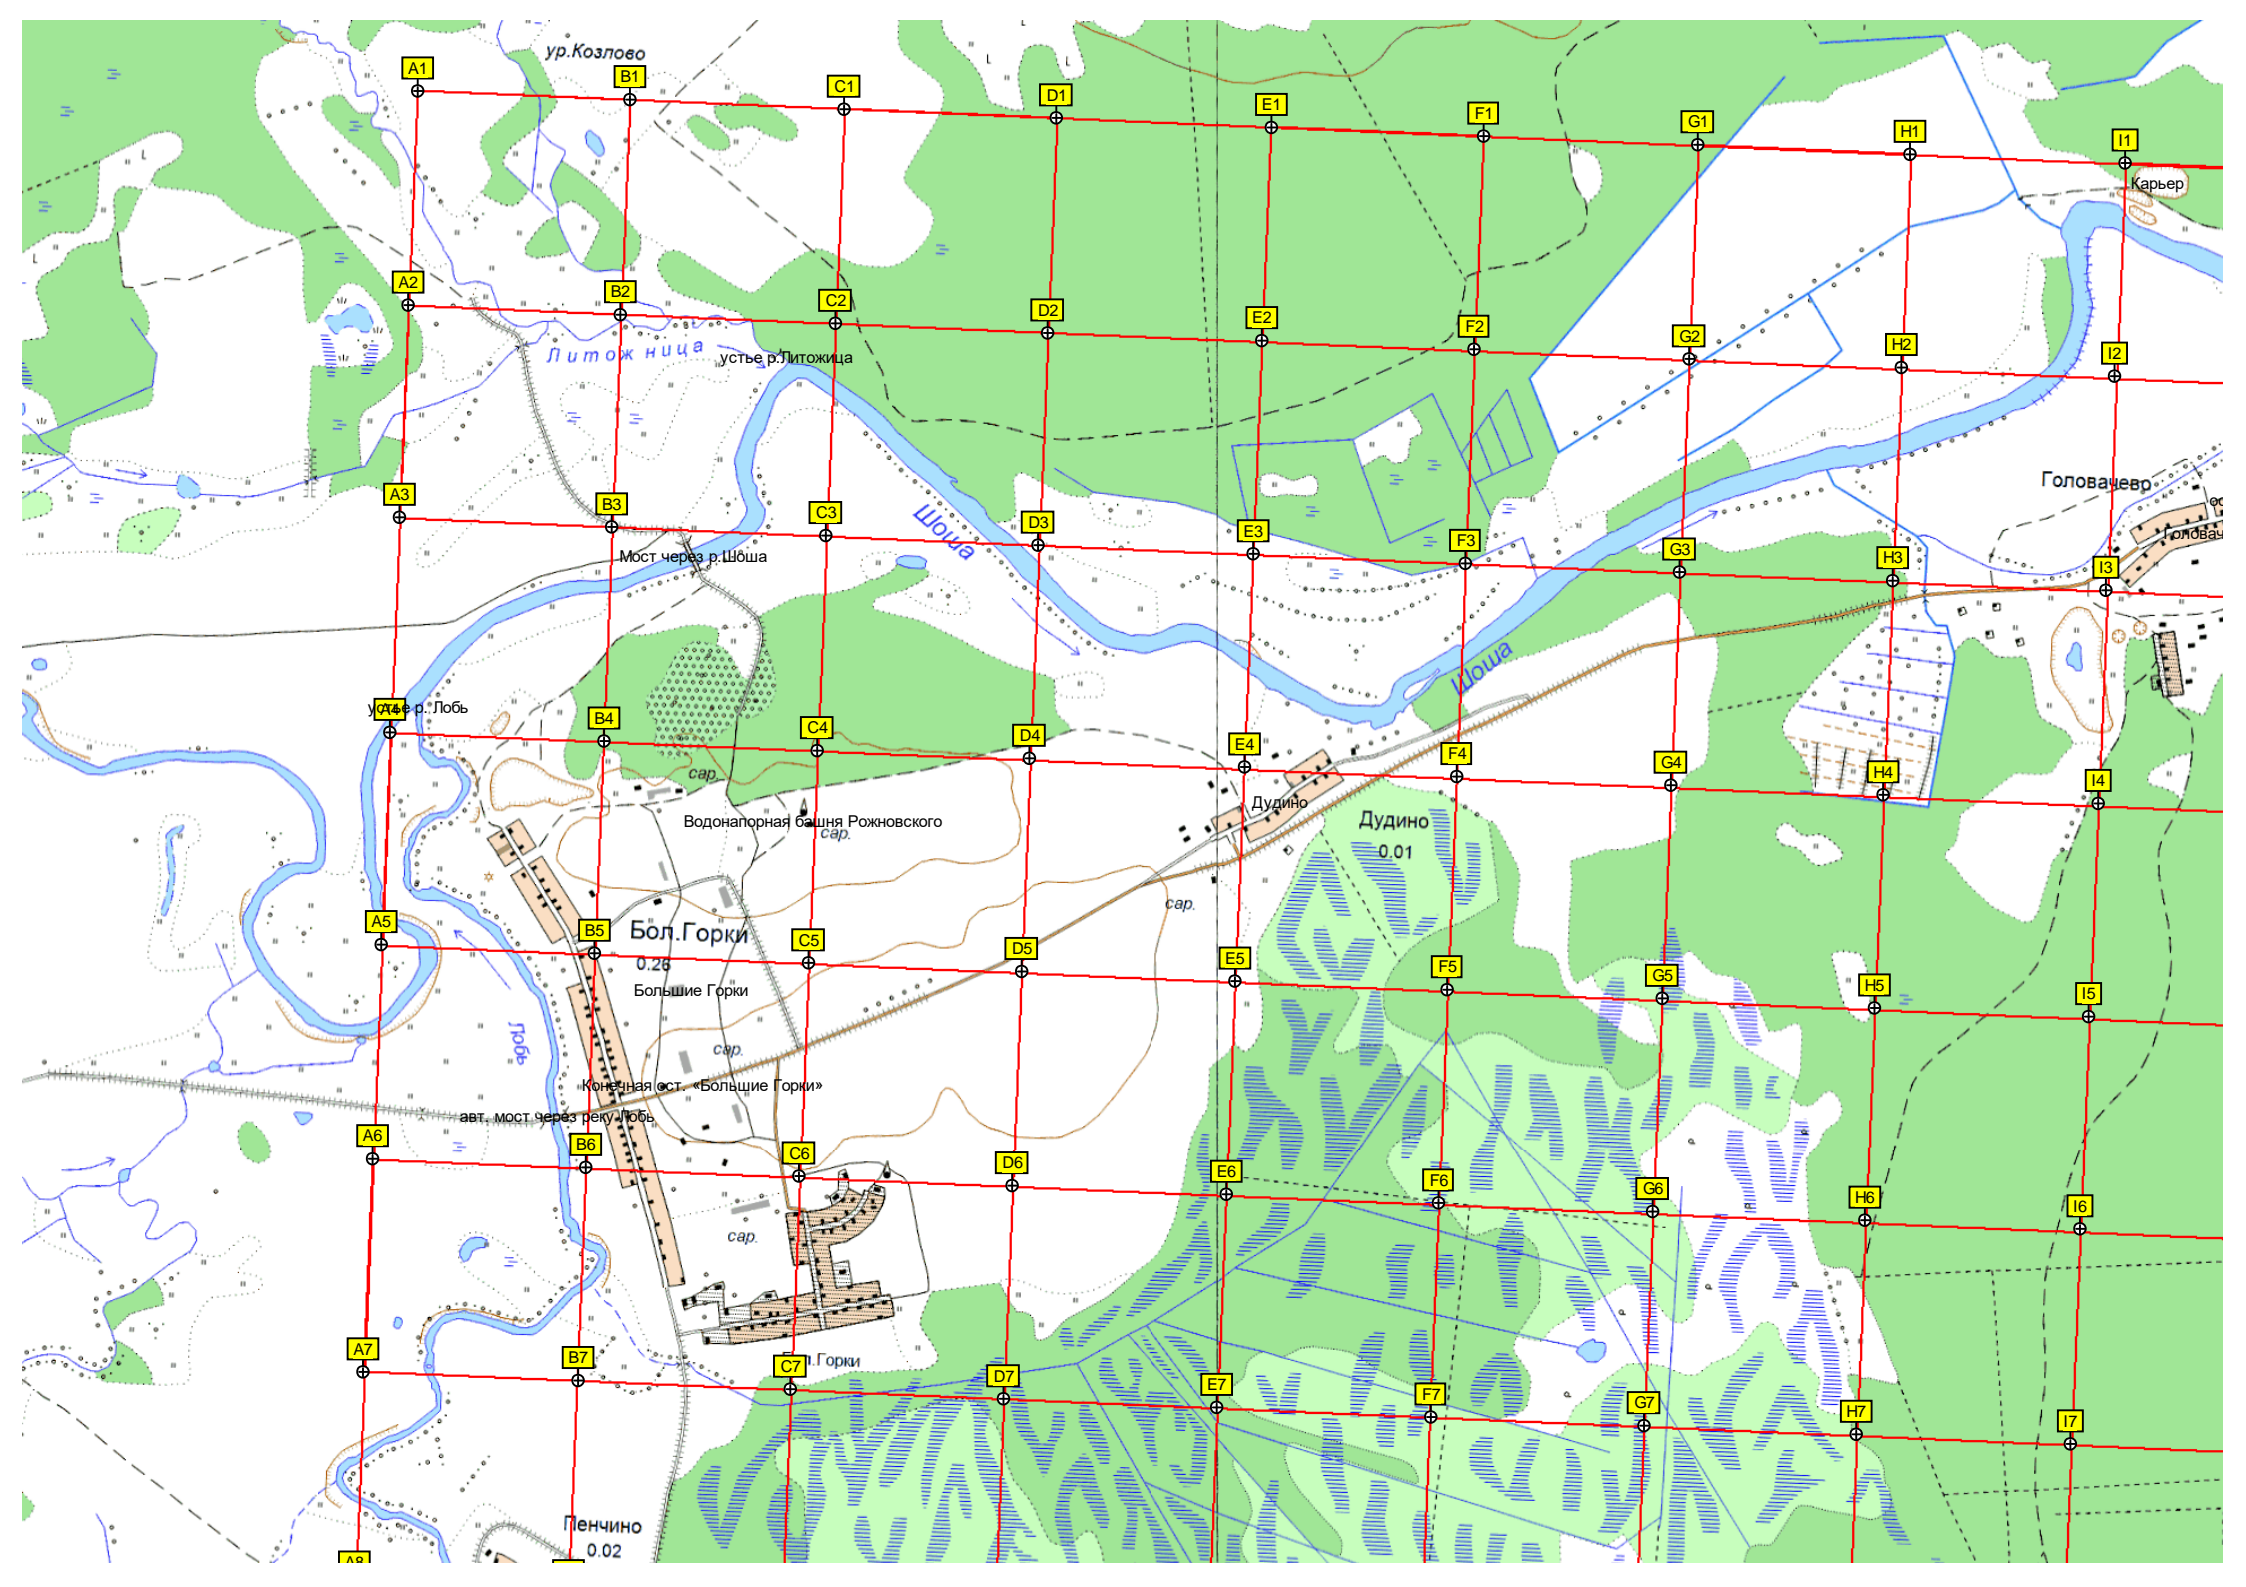 ур.Козлово
A1
B1
C1
D1
E1
F1
G1
H1
I1
Карьер
A2
B2
C2
D2
E2
F2
G2
H2
I2
Литожница
устье р.Литожица
Головачево
A3
B3
C3
D3
E3
F3
G3
H3
I3
Шоша
Мост через р.Шоша
Головач
Шоша
A4
устье р. Лобь
B4
C4
D4
E4
F4
G4
H4
I4
сар.
Дудино
Водонапорная башня Рожновского
сар.
Дудино
0.01
сар.
A5
B5
C5
D5
E5
F5
G5
H5
I5
Бол.Горки
0.26
Большие Горки
Лобь
сар.
Конечная ост. «Большие Горки»
авт. мост через реку Лобь
A6
B6
C6
D6
E6
F6
G6
H6
I6
сар.
A7
B7
C7
л.Горки
D7
E7
F7
G7
H7
I7
Пенчино
0.02
A8